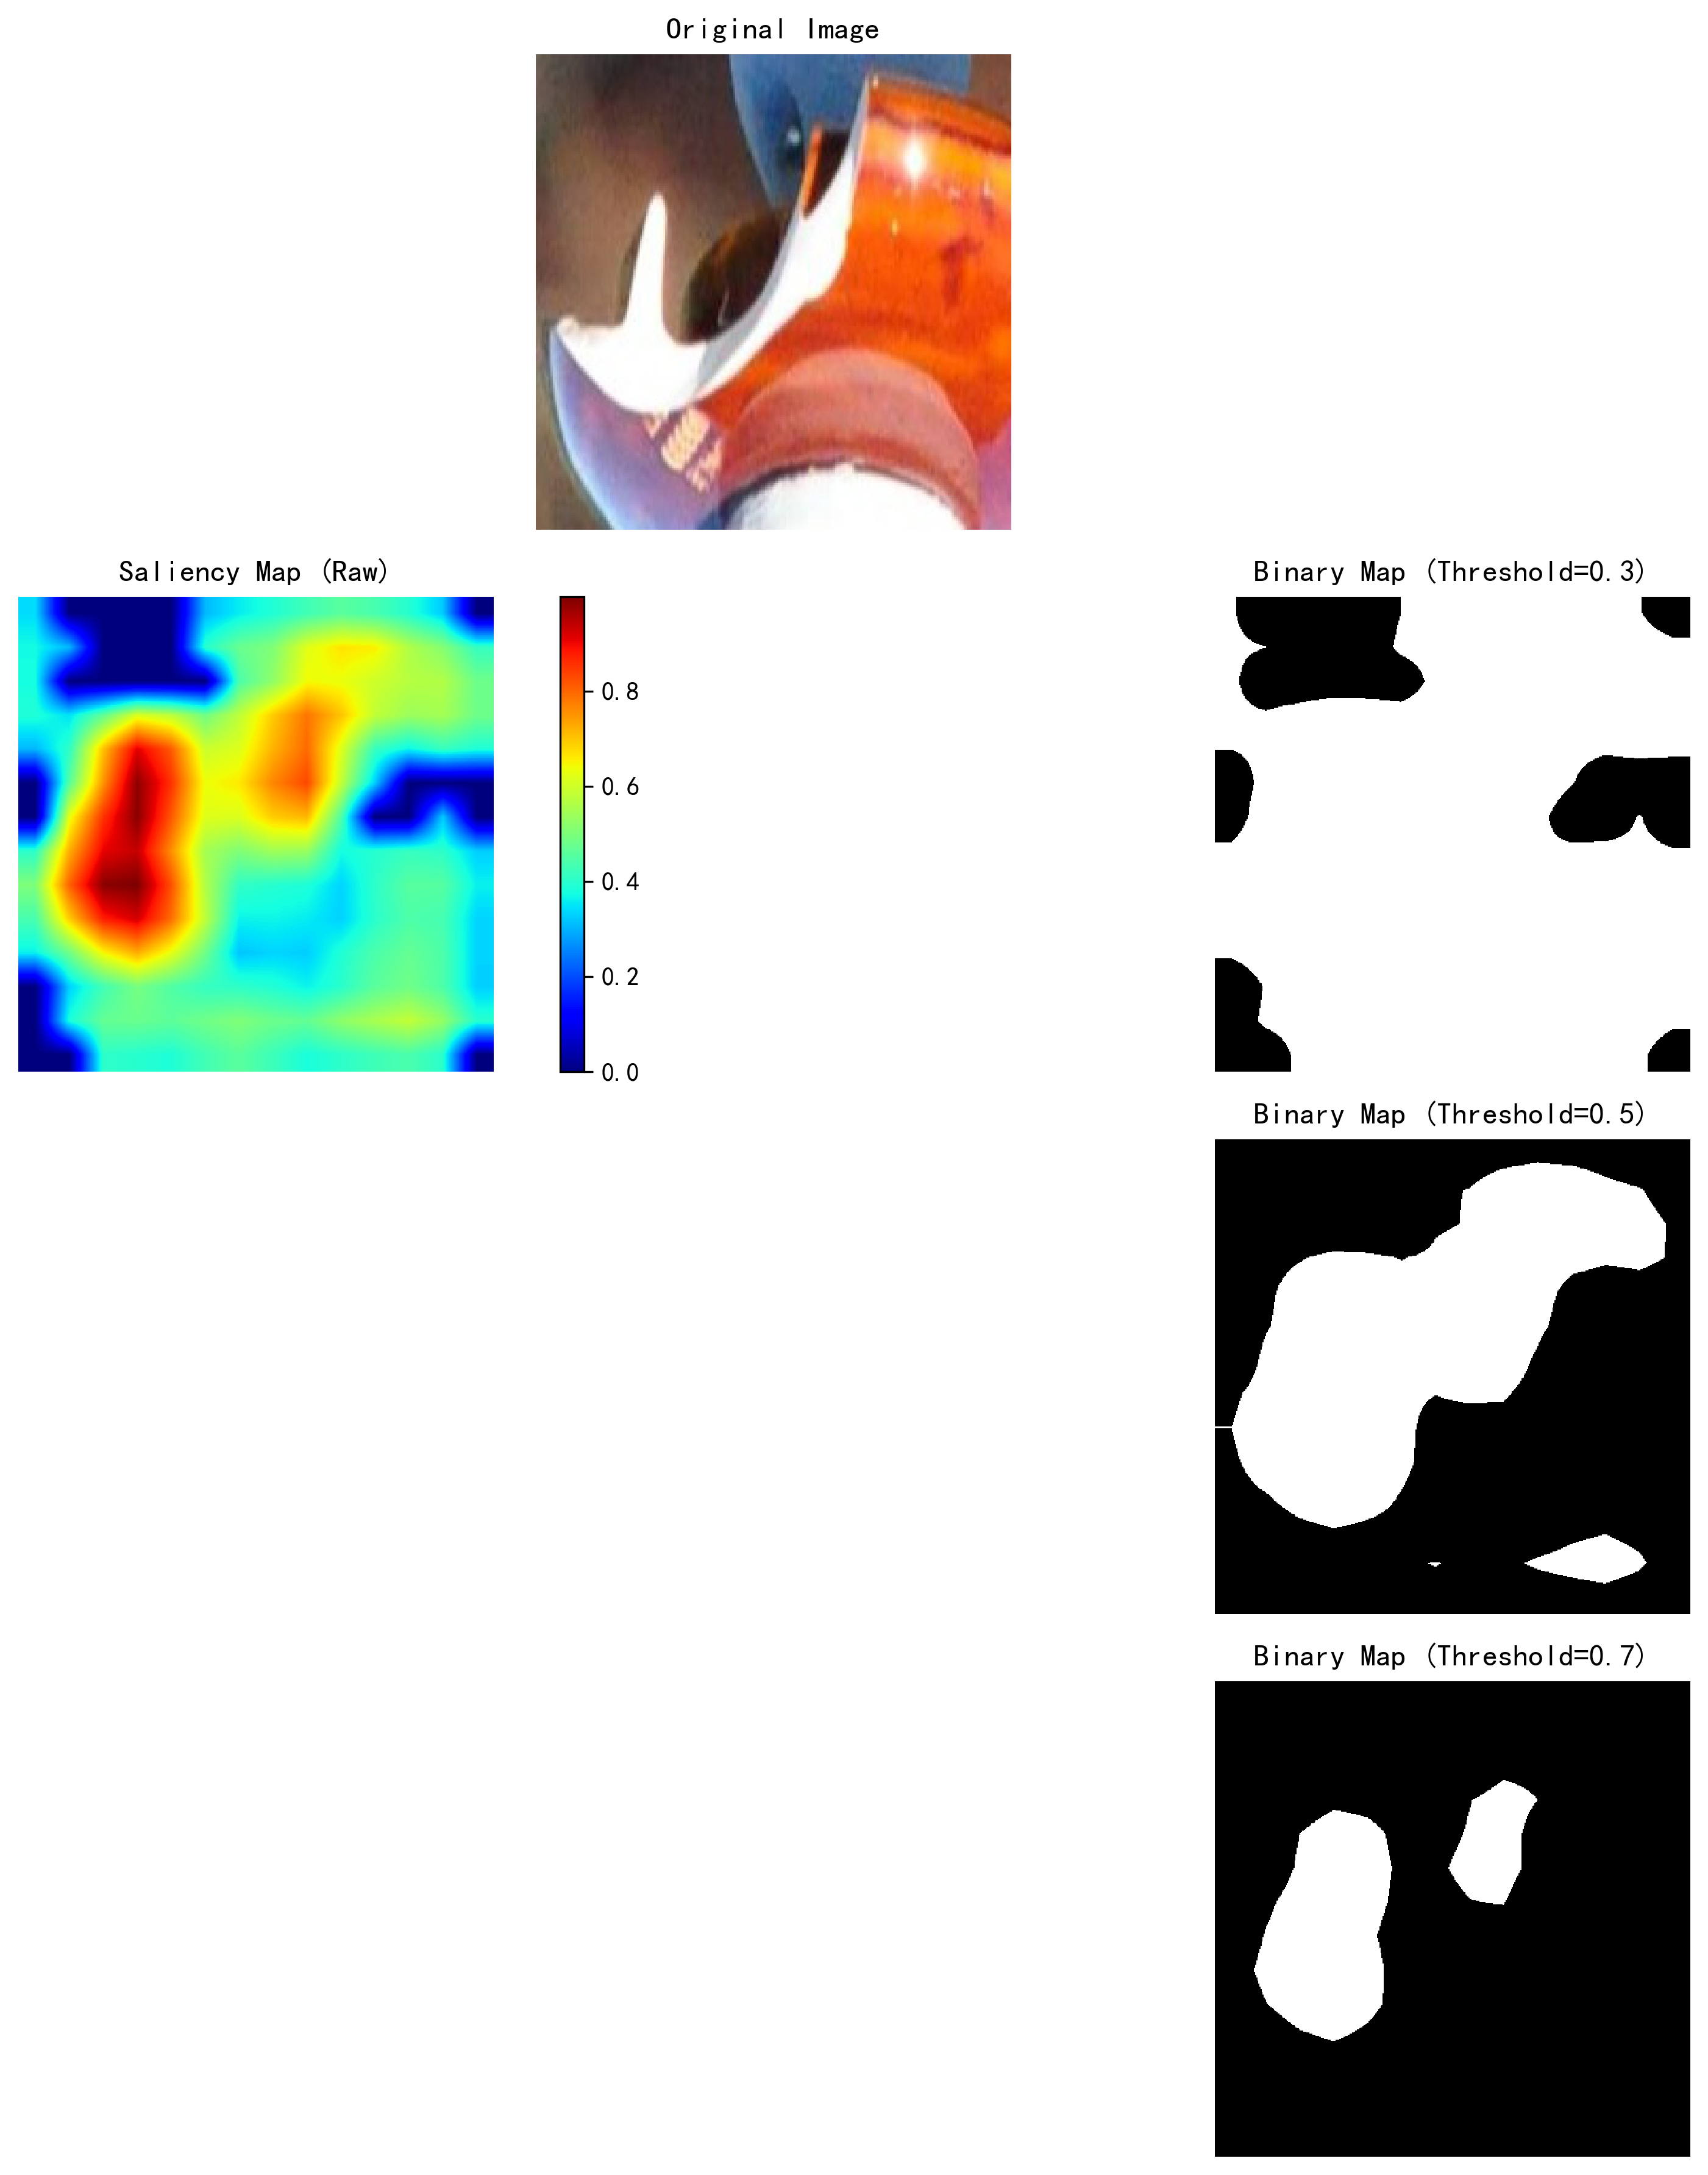 Original Image
Saliency Map (Raw)
Binary Map (Threshold=0.3)
0.8
0.6
0.4
0.2
0.0
Binary Map (Threshold=0.5)
Binary Map (Threshold=0.7)